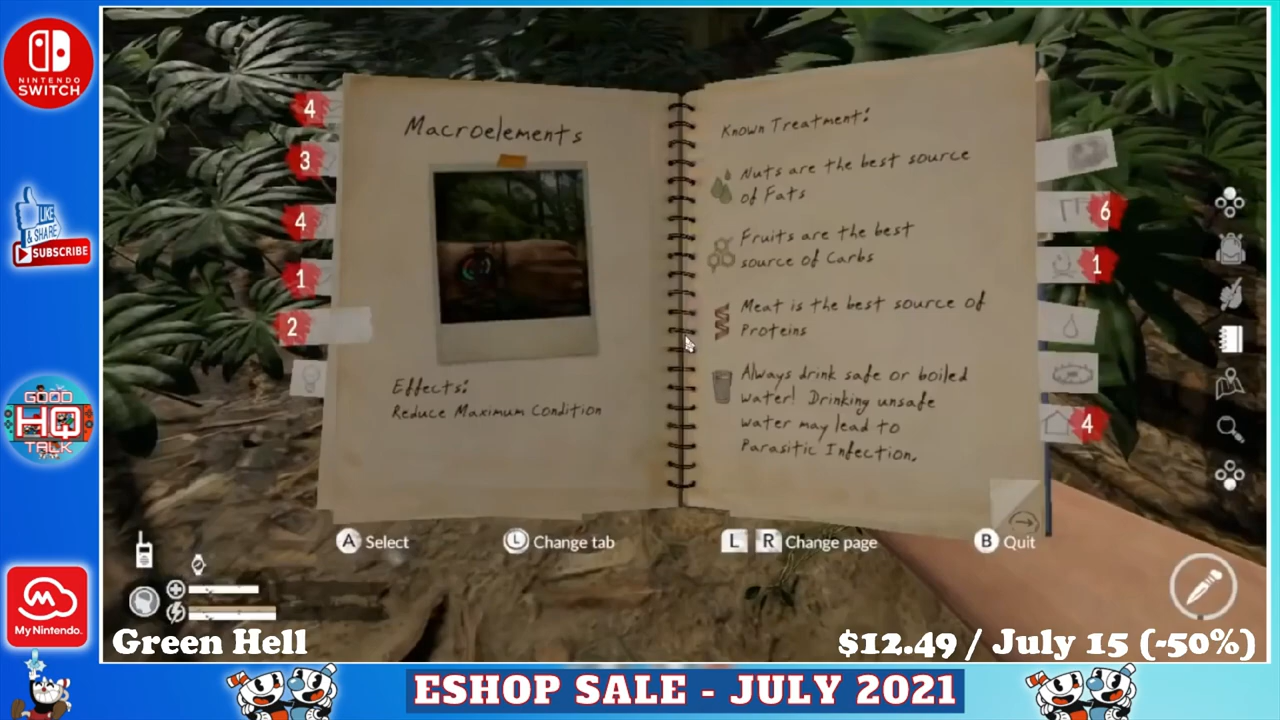 NINTENDO
SWITCH
LIKE
& SHARE
SUBSCRIBE
GOOD
HQ
TALK
My Nintendo.
4
3
4
1
2
Macroelements
Effects:
Reduce Maximum Condition
Known Treatment:
Nuts are the best source
of Fats
Fruits are the best
source of Carbs
Meat is the best source of
Proteins
Always drink safe or boiled
water! Drinking unsafe
water may lead to
Parasitic Infection.
6
1
4
A Select
L Change tab
L R Change page
B Quit
Green Hell
$12.49 / July 15 (-50%)
ESHOP SALE - JULY 2021